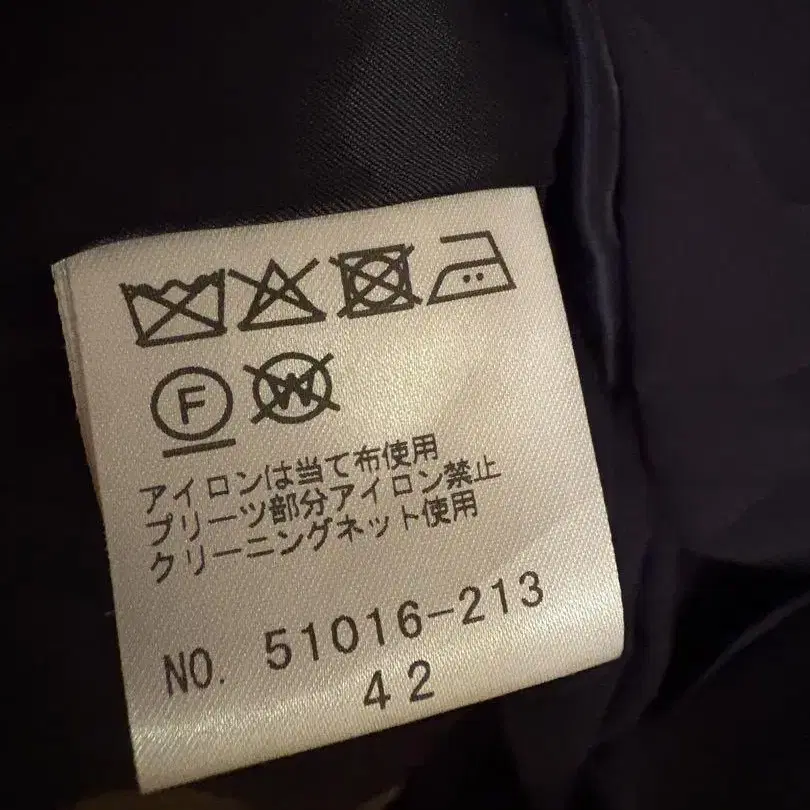 F W
アイロンは当て布使用
プリーツ部分アイロン禁止
クリーニングネット使用
NO. 51016-213
42